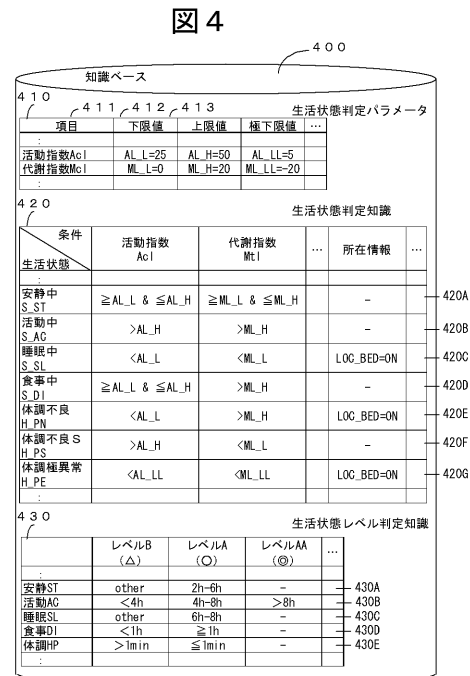 図４
４００
知識ベース
４１０
４１１ ４１２ ４１３
生活状態判定パラメータ
項目 下限値 上限値 極下限値 …
:
活動指数Acl AL_L=25 AL_H=50 AL_LL=5
代謝指数Mcl ML_L=0 ML_H=20 ML_LL=-20
:
４２０
生活状態判定知識
条件
生活状態
活動指数 代謝指数 … 所在情報 …
Acl Mtl
:
安静中
S_ST ≧AL_L & ≦AL_H ≧ML_L & ≦ML_H - 420A
活動中
S_AC >AL_H >ML_H - 420B
睡眠中
S_SL <AL_L <ML_L LOC_BED=ON 420C
食事中
S_DI ≧AL_L & ≦AL_H >ML_H - 420D
体調不良
H_PN <AL_L >ML_H LOC_BED=ON 420E
体調不良Ｓ
H_PS >AL_H <ML_L - 420F
体調極異常
H_PE <AL_LL <ML_LL LOC_BED=ON 420G
:
４３０
生活状態レベル判定知識
レベルB レベルA レベルAA …
(△) (○) (◎)
:
安静ST other 2h-6h - 430A
活動AC <4h 4h-8h >8h 430B
睡眠SL other 6h-8h - 430C
食事DI <1h ≧1h - 430D
体調HP >1min ≦1min - 430E
: